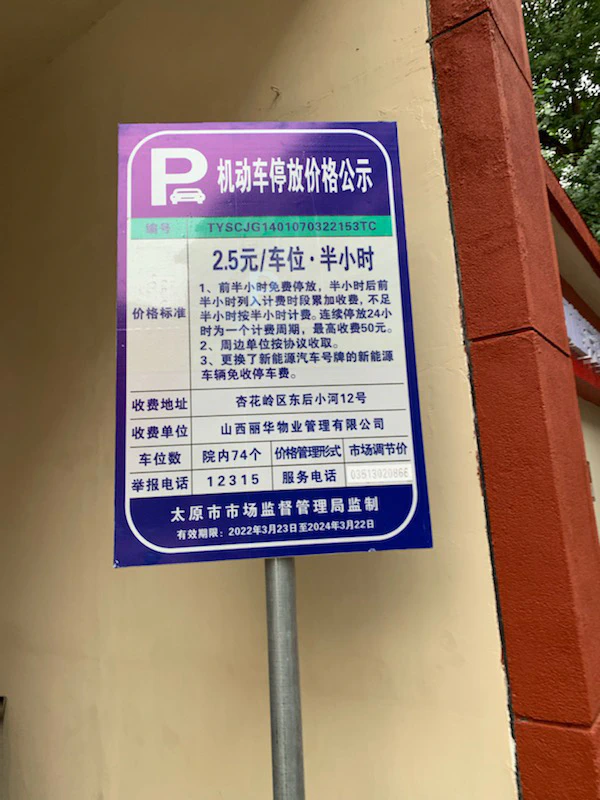 P 机动车停放价格公示
编号 TYSCJG1401070322153TC
2.5元/车位·半小时
价格标准
1、前半小时免费停放，半小时后前
半小时列入计费时段累加收费，不足
半小时按半小时计费。连续停放24小
时为一个计费周期，最高收费50元。
2、周边单位按协议收取。
3、更换了新能源汽车号牌的新能源
车辆免收停车费。
收费地址 杏花岭区东后小河12号
收费单位 山西丽华物业管理有限公司
车位数 院内74个 价格管理形式 市场调节价
举报电话 12315 服务电话
太原市市场监督管理局监制
有效期限：2022年3月23日至2024年3月22日